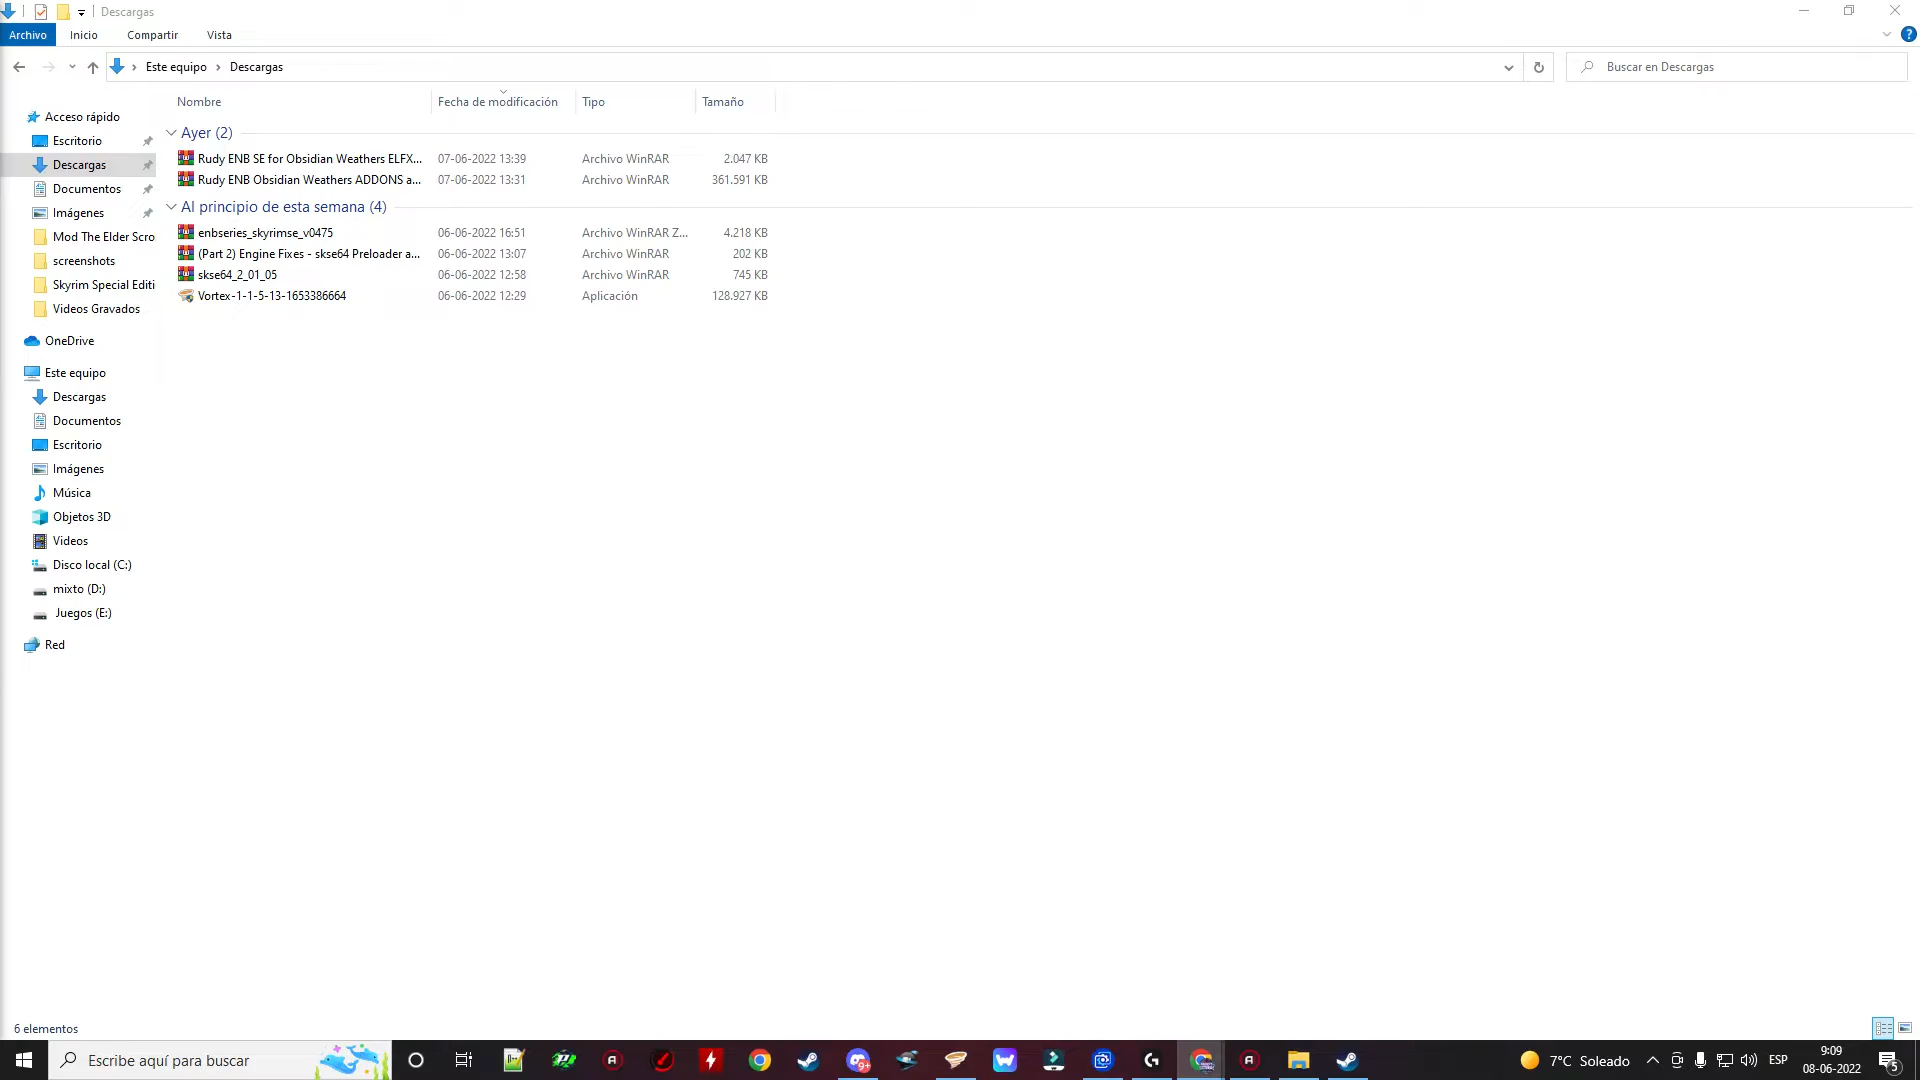 Descargas
Archivo Inicio Compartir Vista
Este equipo › Descargas
Buscar en Descargas
Nombre Fecha de modificación Tipo Tamaño
Ayer (2)
Rudy ENB SE for Obsidian Weathers ELFX... 07-06-2022 13:39 Archivo WinRAR 2.047 KB
Rudy ENB Obsidian Weathers ADDONS a... 07-06-2022 13:31 Archivo WinRAR 361.591 KB
Al principio de esta semana (4)
enbseries_skyrimse_v0475 06-06-2022 16:51 Archivo WinRAR Z... 4.218 KB
(Part 2) Engine Fixes - skse64 Preloader a... 06-06-2022 13:07 Archivo WinRAR 202 KB
skse64_2_01_05 06-06-2022 12:58 Archivo WinRAR 745 KB
Vortex-1-1-5-13-1653386664 06-06-2022 12:29 Aplicación 128.927 KB
Acceso rápido
Escritorio
Descargas
Documentos
Imágenes
Mod The Elder Scro
screenshots
Skyrim Special Editi
Videos Gravados
OneDrive
Este equipo
Descargas
Documentos
Escritorio
Imágenes
Música
Objetos 3D
Videos
Disco local (C:)
mixto (D:)
Juegos (E:)
Red
6 elementos
Escribe aquí para buscar
9+
7°C Soleado
ESP
9:09
08-06-2022
5